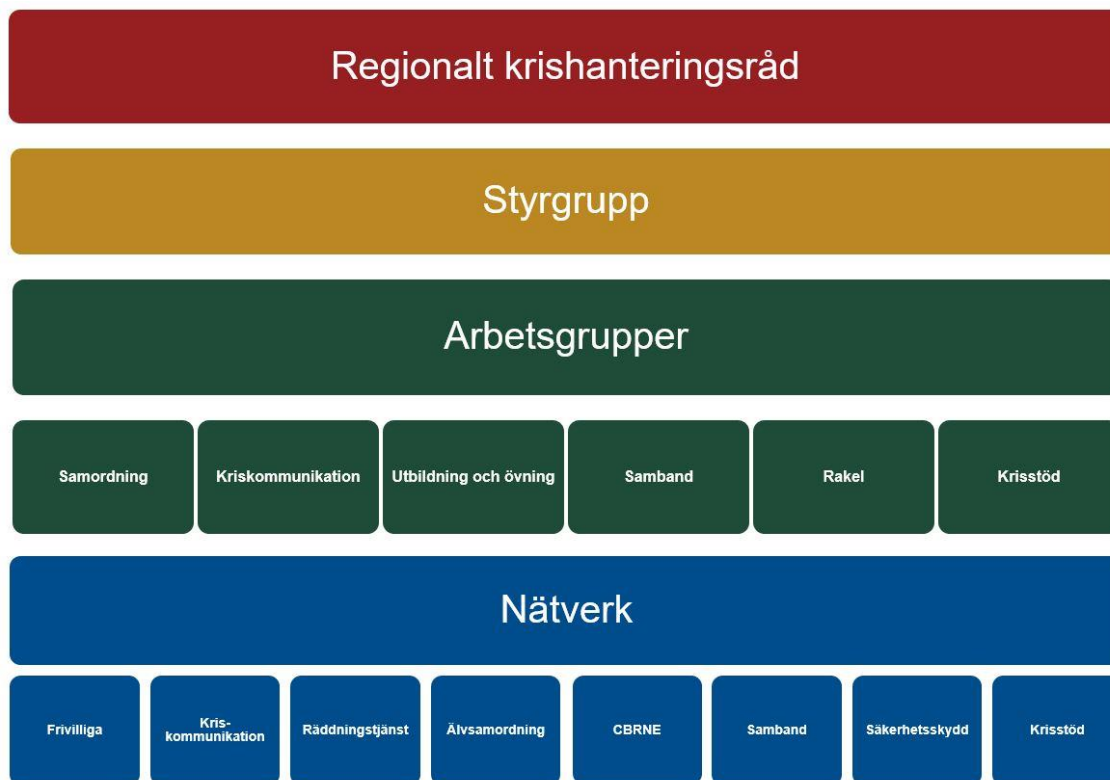 Regionalt krishanteringsråd
Styrgrupp
Arbetsgrupper
Samordning
Kriskommunikation
Utbildning och övning
Samband
Rakel
Krisstöd
Nätverk
Frivilliga
Kris-
kommunikation
Räddningstjänst
Älvsamordning
CBRNE
Samband
Säkerhetsskydd
Krisstöd